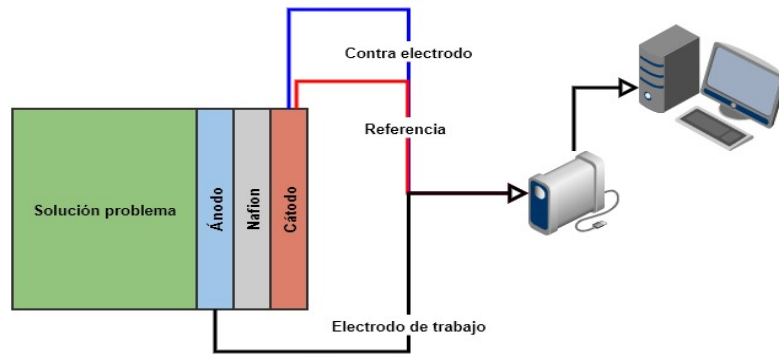 Contra electrodo
Referencia
Solución problema
Ánodo
Nafion
Cátodo
Electrodo de trabajo